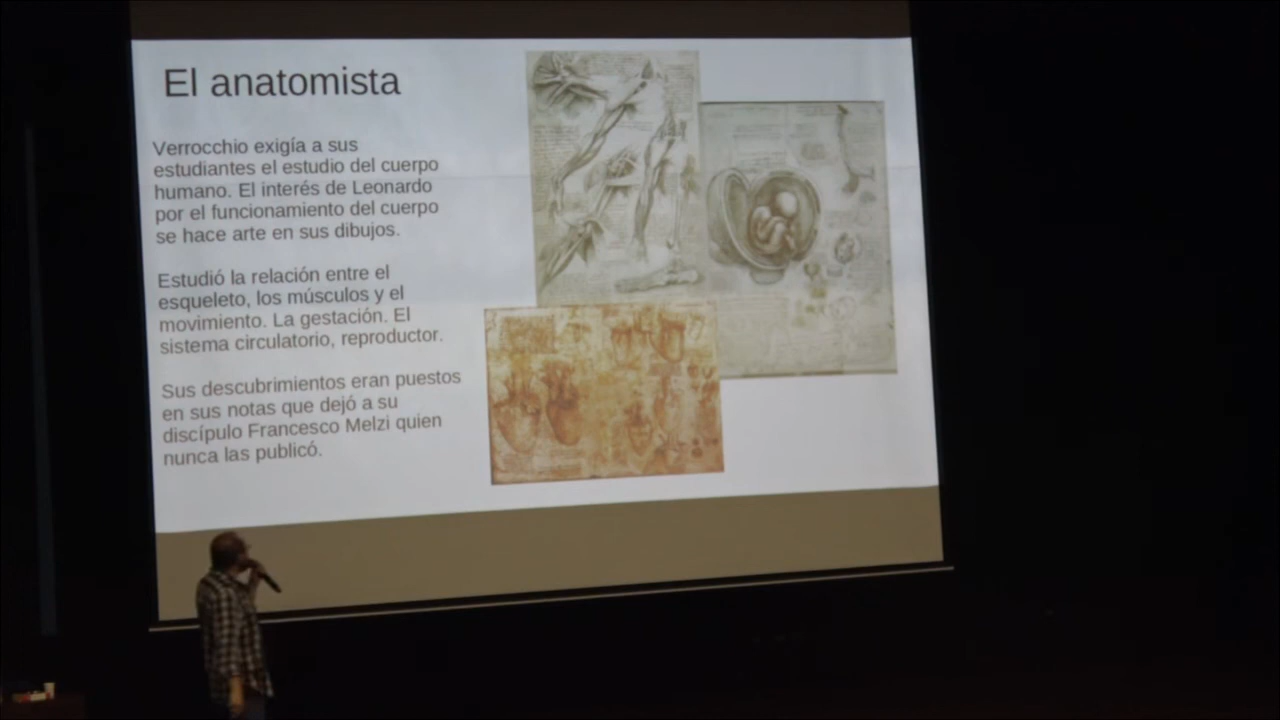 El anatomista
Verrocchio exigía a sus
estudiantes el estudio del cuerpo
humano. El interés de Leonardo
por el funcionamiento del cuerpo
se hace arte en sus dibujos.
Estudió la relación entre el
esqueleto, los músculos y el
movimiento. La gestación. El
sistema circulatorio, reproductor.
Sus descubrimientos eran puestos
en sus notas que dejó a su
discípulo Francesco Melzi quien
nunca las publicó.